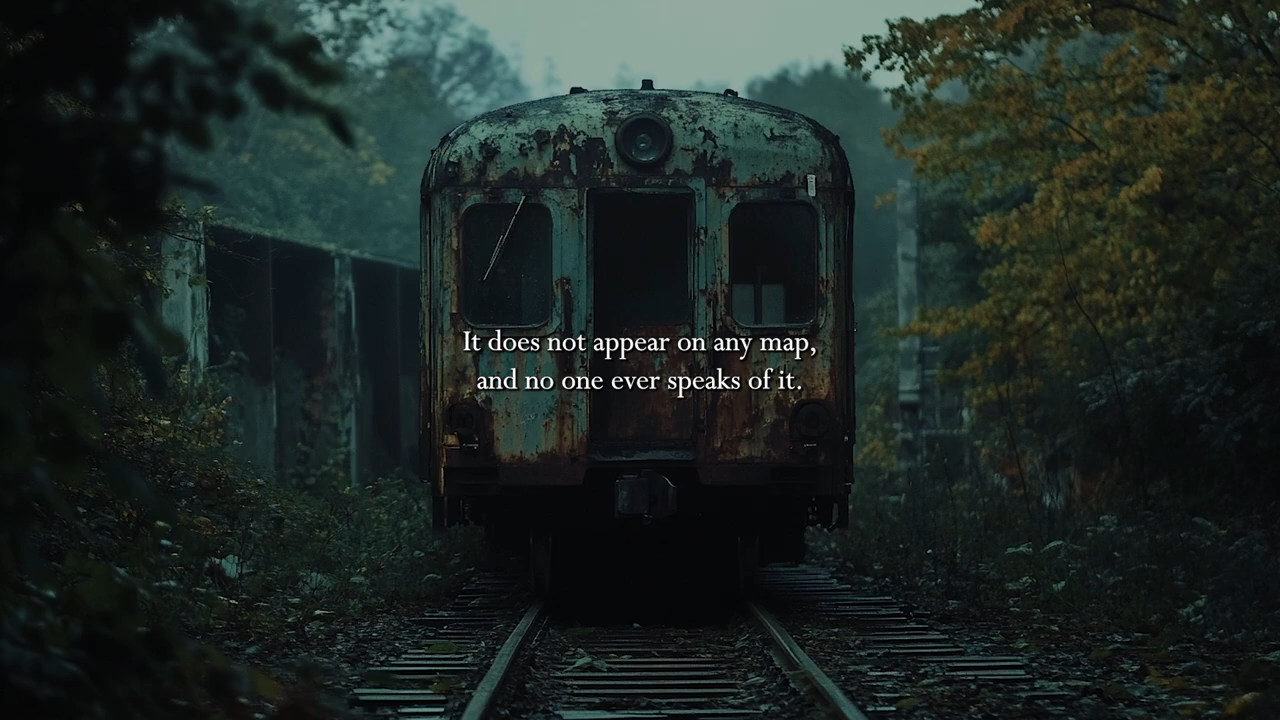 It does not appear on any map,
and no one ever speaks of it.